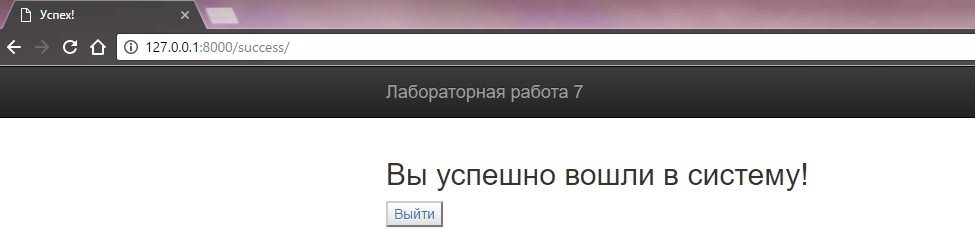 Успех!
127.0.0.1:8000/success/
Лабораторная работа 7
Вы успешно вошли в систему!
Выйти